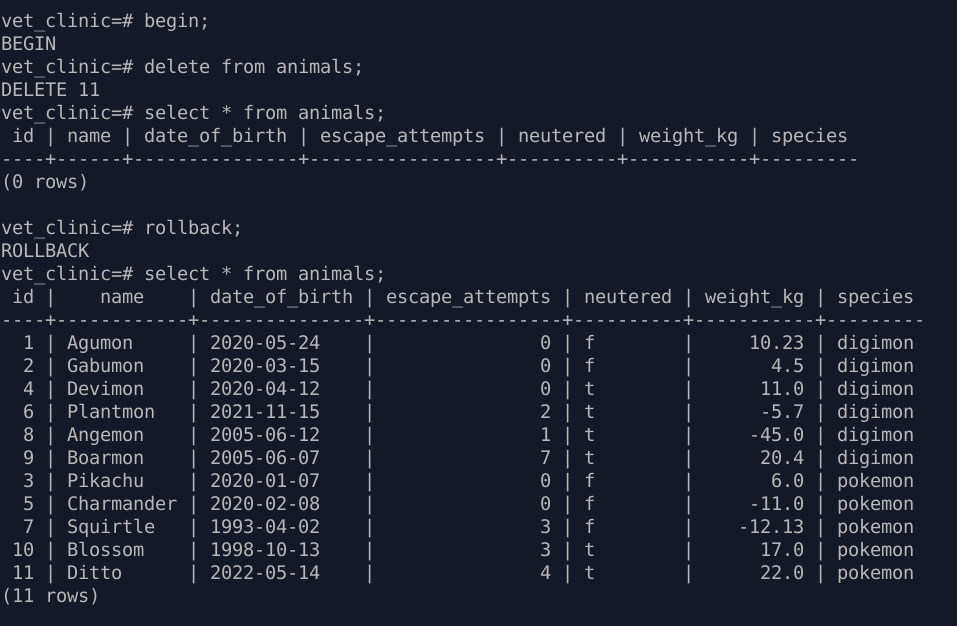 vet_clinic=# begin;
BEGIN
vet_clinic=# delete from animals;
DELETE 11
vet_clinic=# select * from animals;
 id | name | date_of_birth | escape_attempts | neutered | weight_kg | species
----+------+---------------+-----------------+----------+-----------+---------
(0 rows)

vet_clinic=# rollback;
ROLLBACK
vet_clinic=# select * from animals;
 id |    name    | date_of_birth | escape_attempts | neutered | weight_kg | species
----+------------+---------------+-----------------+----------+-----------+---------
  1 | Agumon     | 2020-05-24    |               0 | f        |     10.23 | digimon
  2 | Gabumon    | 2020-03-15    |               0 | f        |       4.5 | digimon
  4 | Devimon    | 2020-04-12    |               0 | t        |      11.0 | digimon
  6 | Plantmon   | 2021-11-15    |               2 | t        |      -5.7 | digimon
  8 | Angemon    | 2005-06-12    |               1 | t        |     -45.0 | digimon
  9 | Boarmon    | 2005-06-07    |               7 | t        |      20.4 | digimon
  3 | Pikachu    | 2020-01-07    |               0 | f        |       6.0 | pokemon
  5 | Charmander | 2020-02-08    |               0 | f        |     -11.0 | pokemon
  7 | Squirtle   | 1993-04-02    |               3 | f        |    -12.13 | pokemon
 10 | Blossom    | 1998-10-13    |               3 | t        |      17.0 | pokemon
 11 | Ditto      | 2022-05-14    |               4 | t        |      22.0 | pokemon
(11 rows)